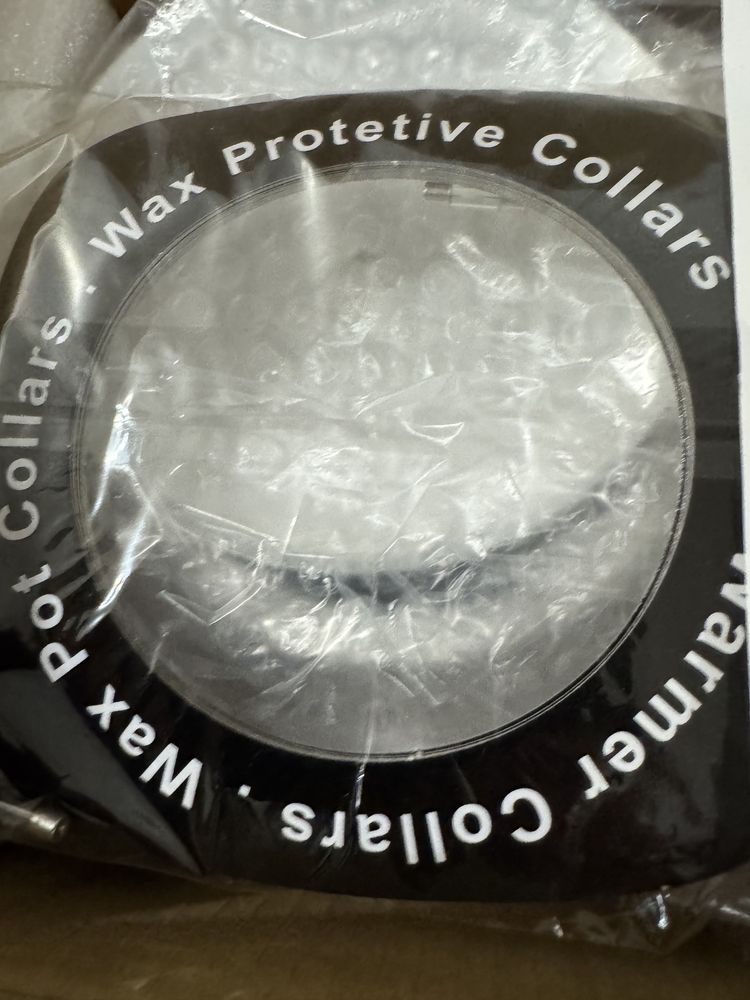 Wax Protetive Collars
Warmer Collars .
Wax Pot Collars .